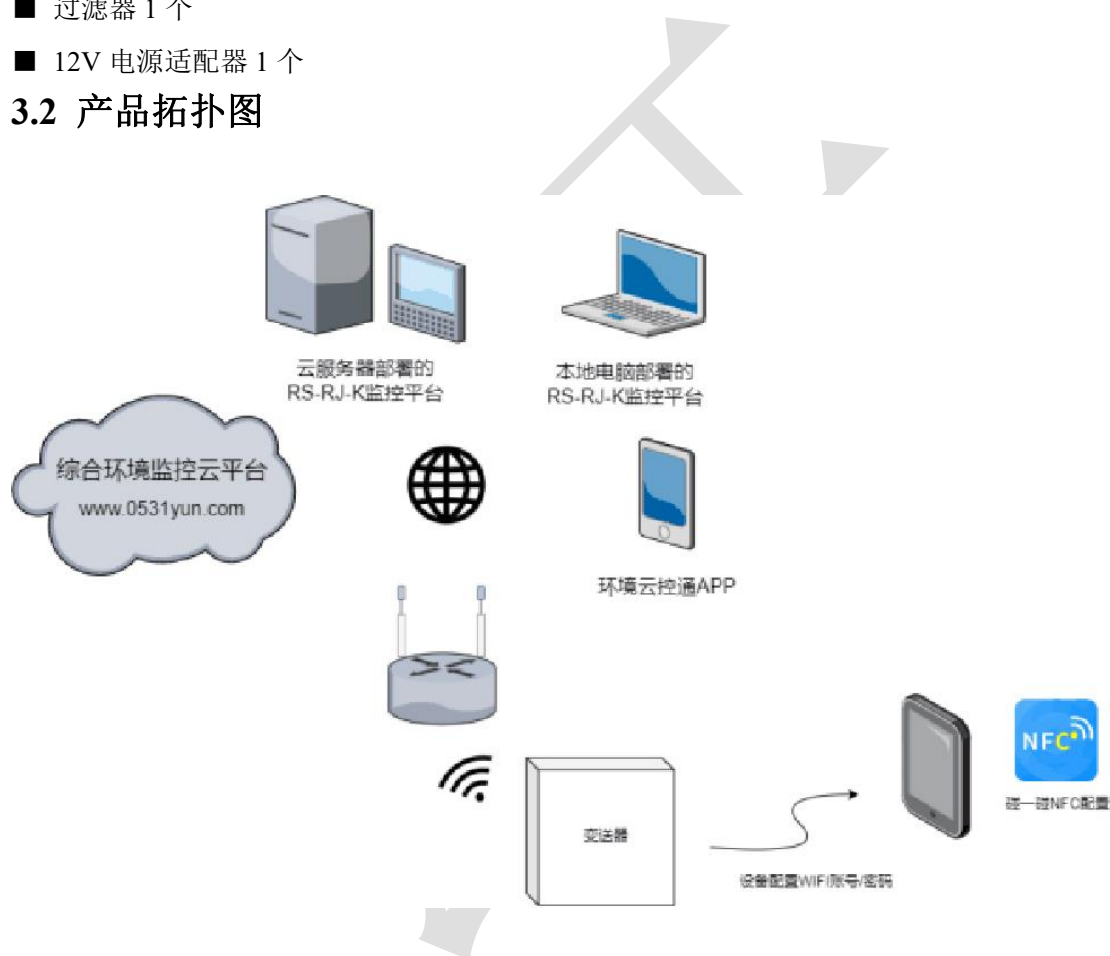 ■ 过滤器 1 个
■ 12V 电源适配器 1 个
3.2 产品拓扑图
云服务器部署的
RS-RJ-K监控平台
本地电脑部署的
RS-RJ-K监控平台
综合环境监控云平台
www.0531yun.com
环境云控通APP
NFC
碰一碰NFC配置
变送器
设备配置WIFI账号/密码